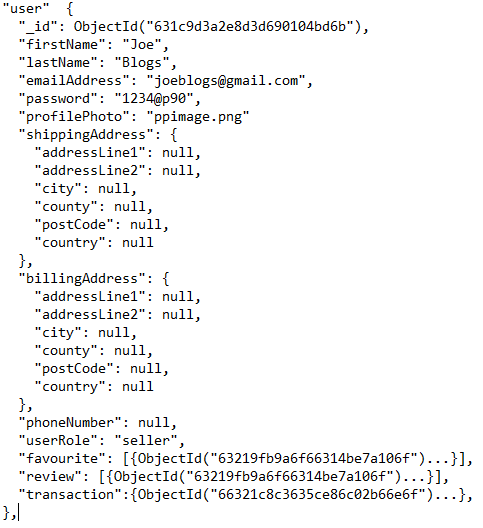 "user"  {
  "_id": ObjectId("631c9d3a2e8d3d690104bd6b"),
  "firstName": "Joe",
  "lastName": "Blogs",
  "emailAddress": "joeblogs@gmail.com",
  "password": "1234@p90",
  "profilePhoto": "ppimage.png"
  "shippingAddress": {
    "addressLine1": null,
    "addressLine2": null,
    "city": null,
    "county": null,
    "postCode": null,
    "country": null
  },
  "billingAddress": {
    "addressLine1": null,
    "addressLine2": null,
    "city": null,
    "county": null,
    "postCode": null,
    "country": null
  },
  "phoneNumber": null,
  "userRole": "seller",
  "favourite": [{ObjectId("63219fb9a6f66314be7a106f")...}],
  "review": [{ObjectId("63219fb9a6f66314be7a106f")...}],
  "transaction":{ObjectId("66321c8c3635ce86c02b66e6f")...},
},